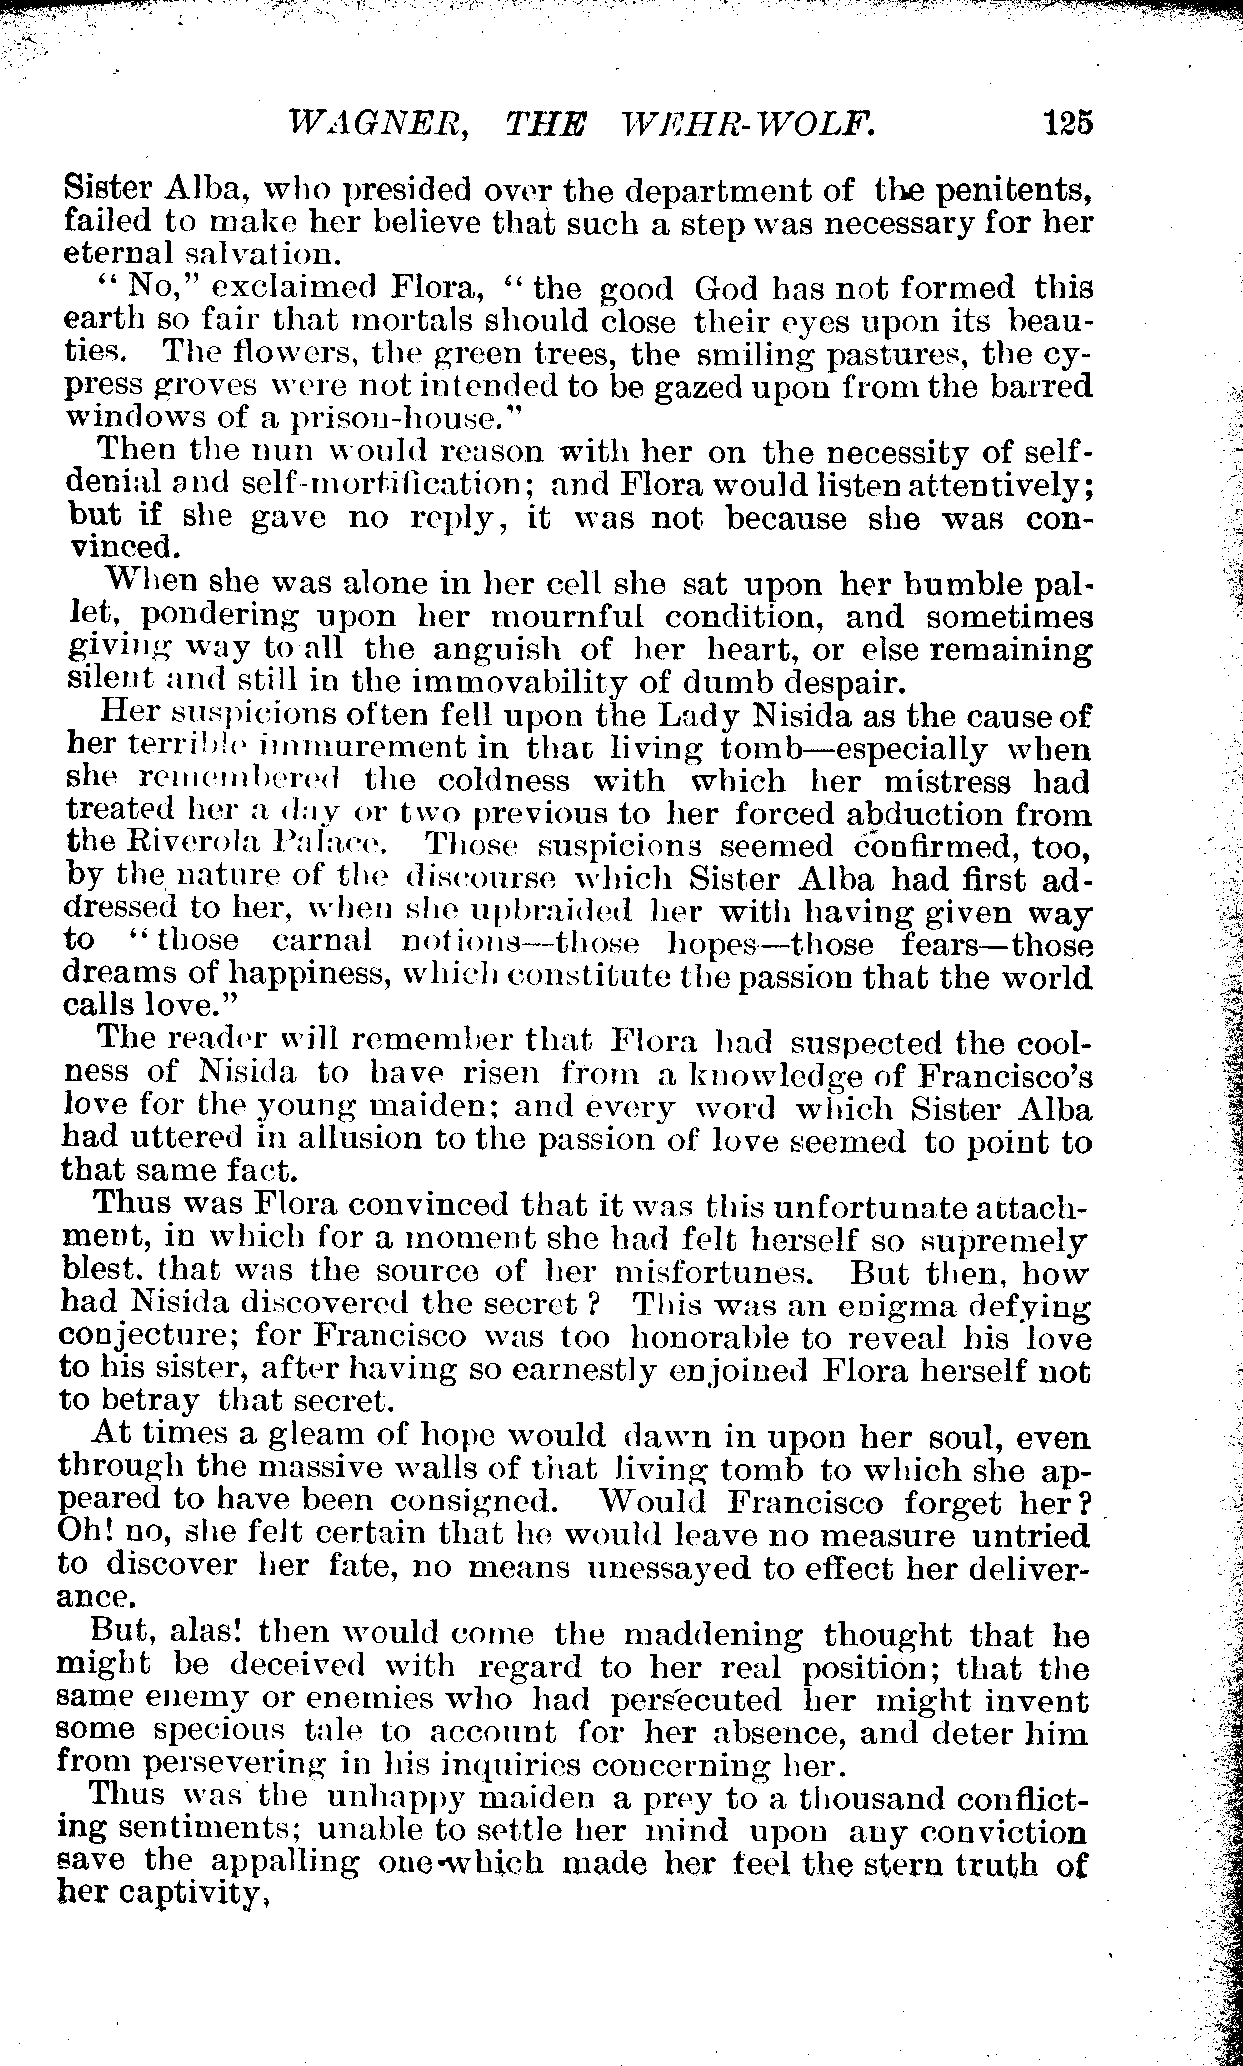 WAGNER, THE WEHR-WOLF. 125
Sister Alba, who presided over the department of the penitents,
failed to make her believe that such a step was necessary for her
eternal salvation.
“ No,” exclaimed Flora, “ the good God has not formed this
earth so fair that mortals should close their eyes upon its beau-
ties. The flowers, the green trees, the smiling pastures, the cy-
press groves were not intended to be gazed upon from the barred
windows of a prison-house.”
Then the nun would reason with her on the necessity of self-
denial and self-mortification; and Flora would listen attentively;
but if she gave no reply, it was not because she was con-
vinced.
When she was alone in her cell she sat upon her humble pal-
let, pondering upon her mournful condition, and sometimes
giving way to all the anguish of her heart, or else remaining
silent and still in the immovability of dumb despair.
Her suspicions often fell upon the Lady Nisida as the cause of
her terrible immurement in that living tomb—especially when
she remembered the coldness with which her mistress had
treated her a day or two previous to her forced abduction from
the Riverola Palace. Those suspicions seemed confirmed, too,
by the nature of the discourse which Sister Alba had first ad-
dressed to her, when she upbraided her with having given way
to “ those carnal notions—those hopes—those fears—those
dreams of happiness, which constitute the passion that the world
calls love.”
The reader will remember that Flora had suspected the cool-
ness of Nisida to have risen from a knowledge of Francisco's
love for the young maiden; and every word which Sister Alba
had uttered in allusion to the passion of love seemed to point to
that same fact.
Thus was Flora convinced that it was this unfortunate attach-
ment, in which for a moment she had felt herself so supremely
blest. that was the source of her misfortunes. But then, how
had Nisida discovered the secret ? This was an enigma defying
conjecture; for Francisco was too honorable to reveal his love
to his sister, after having so earnestly enjoined Flora herself not
to betray that secret.
At times a gleam of hope would dawn in upon her soul, even
through the massive walls of that living tomb to which she ap-
peared to have been consigned. Would Francisco forget her ?
Oh! no, she felt certain that he would leave no measure untried
to discover her fate, no means unessayed to effect her deliver-
ance.
But, alas! then would come the maddening thought that he
might be deceived with regard to her real position; that the
same enemy or enemies who had persecuted her might invent
some specious tale to account for her absence, and deter him
from persevering in his inquiries concerning her.
Thus was the unhappy maiden a prey to a thousand conflict-
ing sentiments; unable to settle her mind upon any conviction
save the appalling one which made her feel the stern truth of
her captivity,